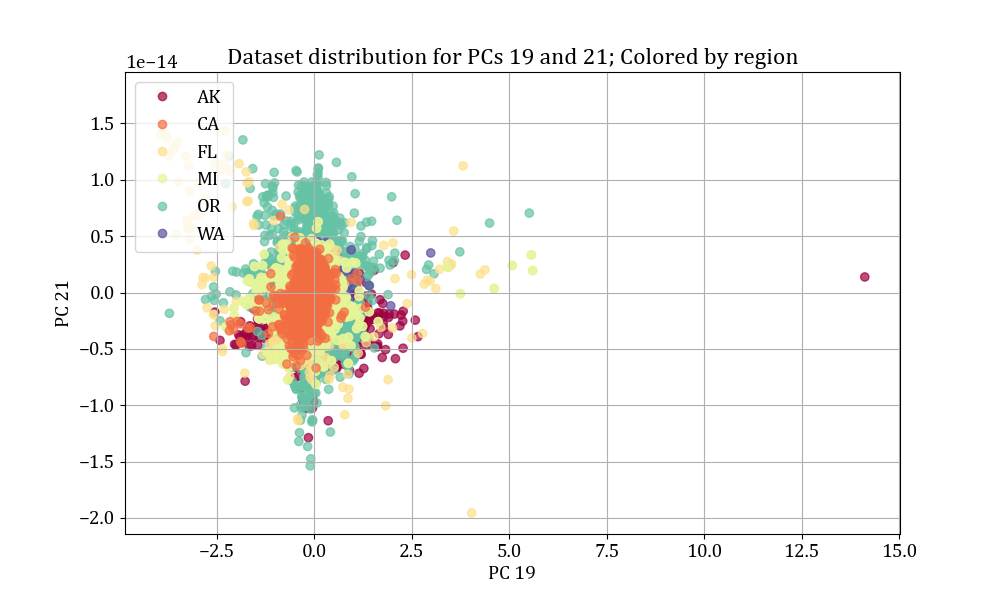 Dataset distribution for PCs 19 and 21; Colored by region
1e−14
AK
CA
FL
MI
OR
WA
1.5
1.0
0.5
0.0
−0.5
−1.0
−1.5
−2.0
PC 21
−2.5 0.0 2.5 5.0 7.5 10.0 12.5 15.0
PC 19